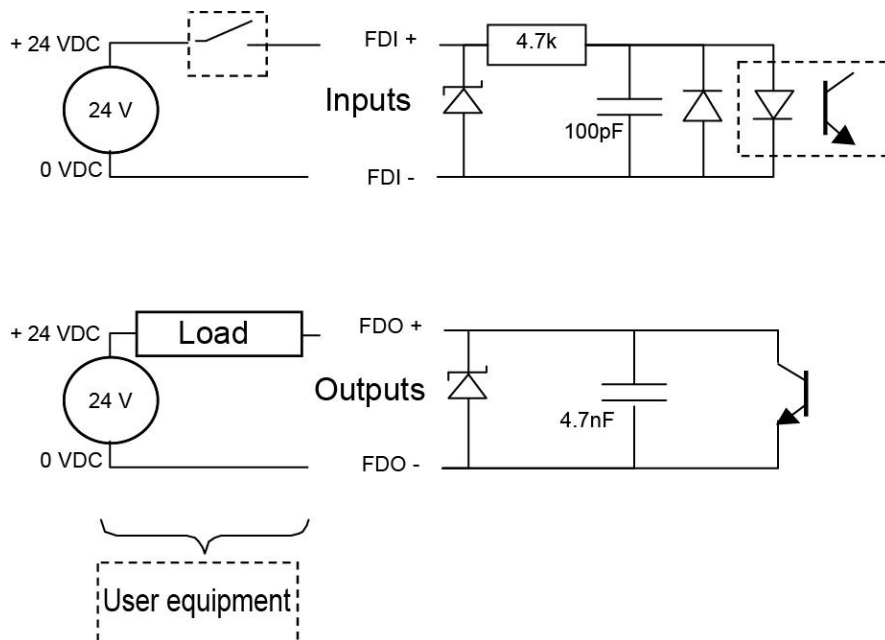 + 24 VDC
FDI +
4.7k
24 V
Inputs
100pF
0 VDC
FDI -
+ 24 VDC
Load
FDO +
24 V
Outputs
4.7nF
0 VDC
FDO -
User equipment